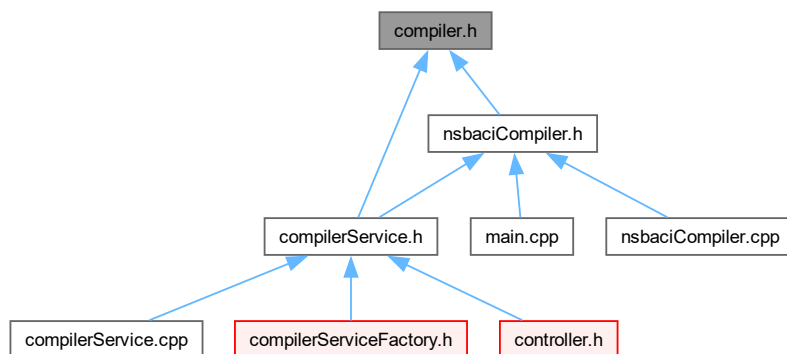 compiler.h
nsbaciCompiler.h
compilerService.h
main.cpp
nsbaciCompiler.cpp
compilerService.cpp
compilerServiceFactory.h
controller.h